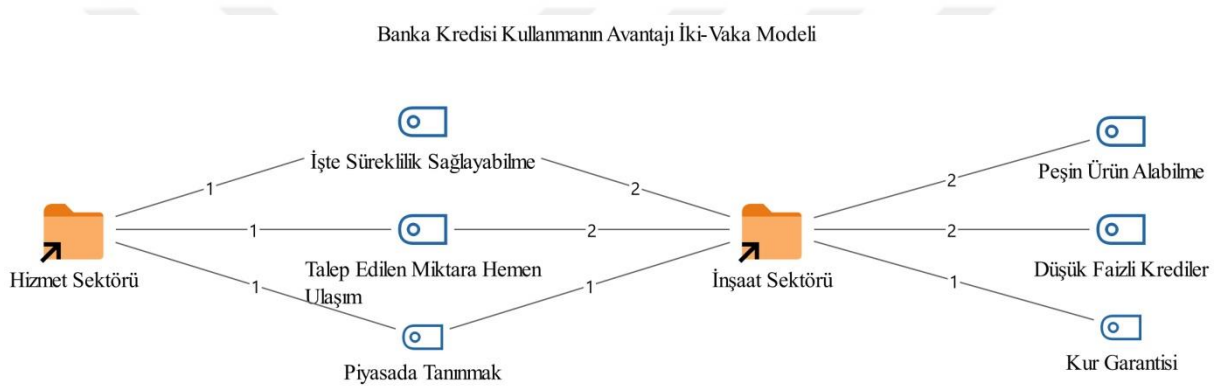 Banka Kredisi Kullanmanın Avantajı İki-Vaka Modeli
İşte Süreklilik Sağlayabilme
Peşin Ürün Alabilme
1
2
2
Hizmet Sektörü
1
Talep Edilen Miktara Hemen
Ulaşım
2
İnşaat Sektörü
2
Düşük Faizli Krediler
1
1
1
Piyasada Tanınmak
Kur Garantisi